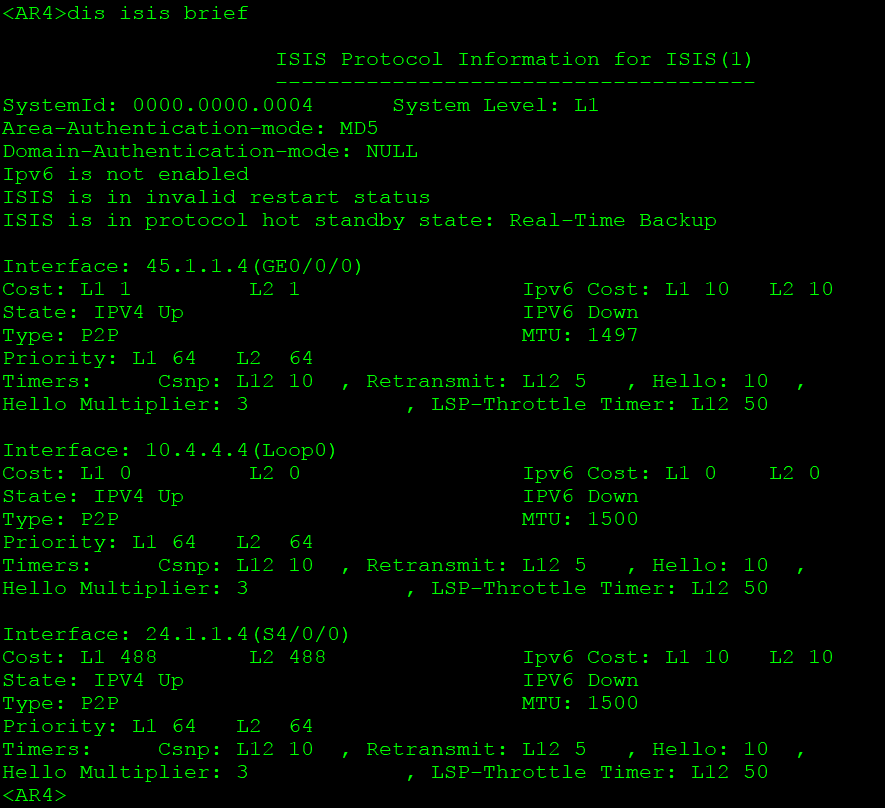 <AR4>dis isis brief
ISIS Protocol Information for ISIS(1)
-------------------------------------
SystemId: 0000.0000.0004      System Level: L1
Area-Authentication-mode: MD5
Domain-Authentication-mode: NULL
Ipv6 is not enabled
ISIS is in invalid restart status
ISIS is in protocol hot standby state: Real-Time Backup
Interface: 45.1.1.4(GE0/0/0)
Cost: L1 1         L2 1                 Ipv6 Cost: L1 10   L2 10
State: IPV4 Up                          IPV6 Down
Type: P2P                               MTU: 1497
Priority: L1 64   L2  64
Timers:     Csnp: L12 10  , Retransmit: L12 5   , Hello: 10  ,
Hello Multiplier: 3            , LSP-Throttle Timer: L12 50
Interface: 10.4.4.4(Loop0)
Cost: L1 0         L2 0                 Ipv6 Cost: L1 0    L2 0
State: IPV4 Up                          IPV6 Down
Type: P2P                               MTU: 1500
Priority: L1 64   L2  64
Timers:     Csnp: L12 10  , Retransmit: L12 5   , Hello: 10  ,
Hello Multiplier: 3            , LSP-Throttle Timer: L12 50
Interface: 24.1.1.4(S4/0/0)
Cost: L1 488       L2 488               Ipv6 Cost: L1 10   L2 10
State: IPV4 Up                          IPV6 Down
Type: P2P                               MTU: 1500
Priority: L1 64   L2  64
Timers:     Csnp: L12 10  , Retransmit: L12 5   , Hello: 10  ,
Hello Multiplier: 3            , LSP-Throttle Timer: L12 50
<AR4>